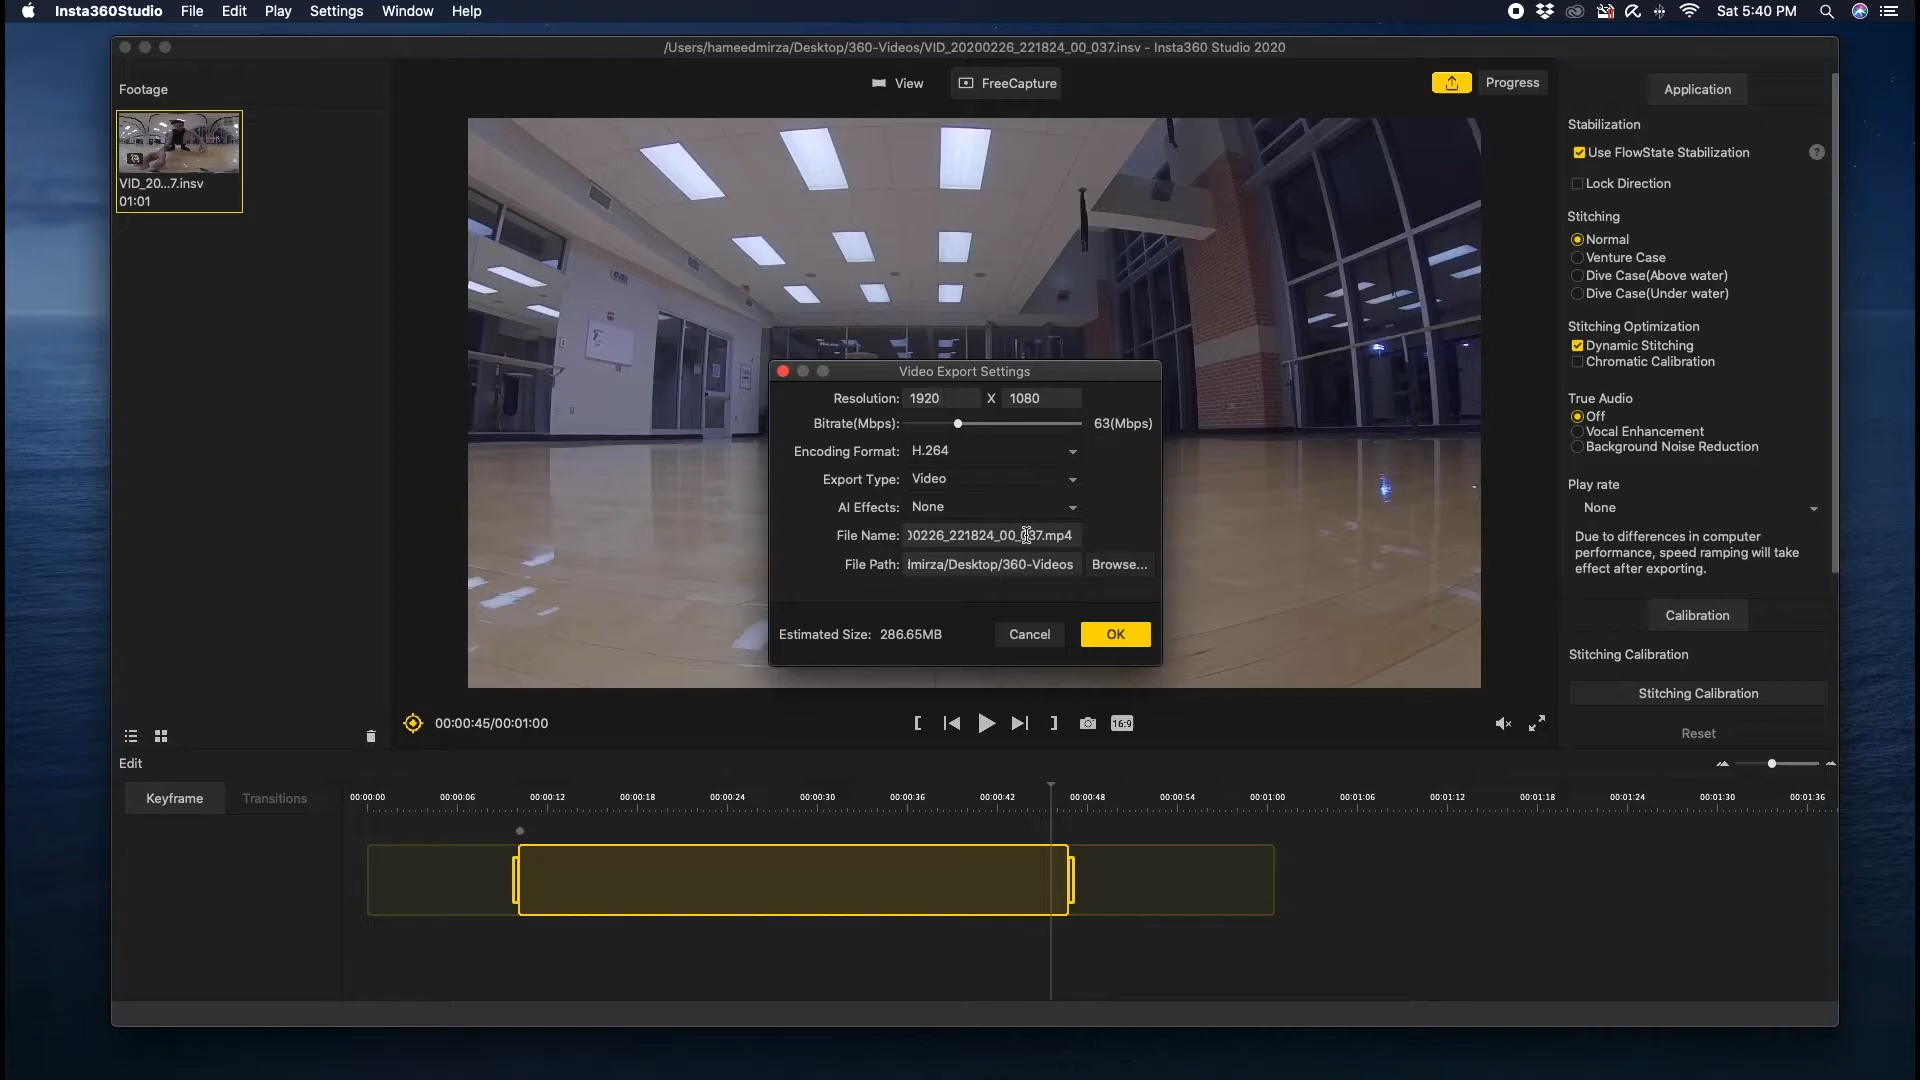 Insta360Studio File Edit Play Settings Window Help Sat 5:40 PM
/Users/hameedmirza/Desktop/360-Videos/VID_20200226_221824_00_037.insv - Insta360 Studio 2020
Footage
View FreeCapture Progress
VID_20...7.insv
01:01
Application
Stabilization
Use FlowState Stabilization ?
Lock Direction
Stitching
Normal
Venture Case
Dive Case(Above water)
Dive Case(Under water)
Stitching Optimization
Dynamic Stitching
Chromatic Calibration
True Audio
Off
Vocal Enhancement
Background Noise Reduction
Play rate
None
Due to differences in computer
performance, speed ramping will take
effect after exporting.
Calibration
Stitching Calibration
Stitching Calibration
Reset
Video Export Settings
Resolution: 1920 X 1080
Bitrate(Mbps): 63(Mbps)
Encoding Format: H.264
Export Type: Video
AI Effects: None
File Name: 00226_221824_00_037.mp4
File Path: lmirza/Desktop/360-Videos Browse...
Estimated Size: 286.65MB Cancel OK
00:00:45/00:01:00 16:9
Edit
Keyframe Transitions
00:00:00 00:00:06 00:00:12 00:00:18 00:00:24 00:00:30 00:00:36 00:00:42 00:00:48 00:00:54 00:01:00 00:01:06 00:01:12 00:01:18 00:01:24 00:01:30 00:01:36